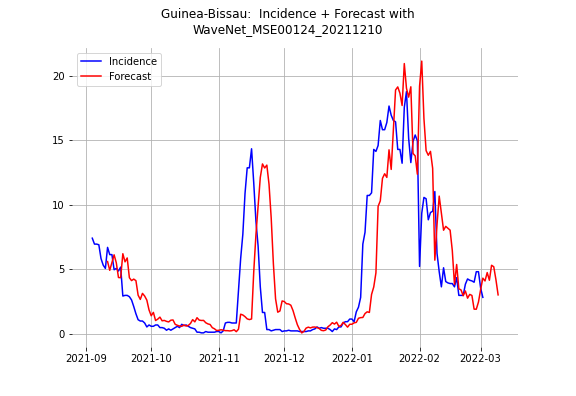 Guinea-Bissau:  Incidence + Forecast with
WaveNet_MSE00124_20211210
Incidence
Forecast
20
15
10
5
0
2021-09 2021-10 2021-11 2021-12 2022-01 2022-02 2022-03